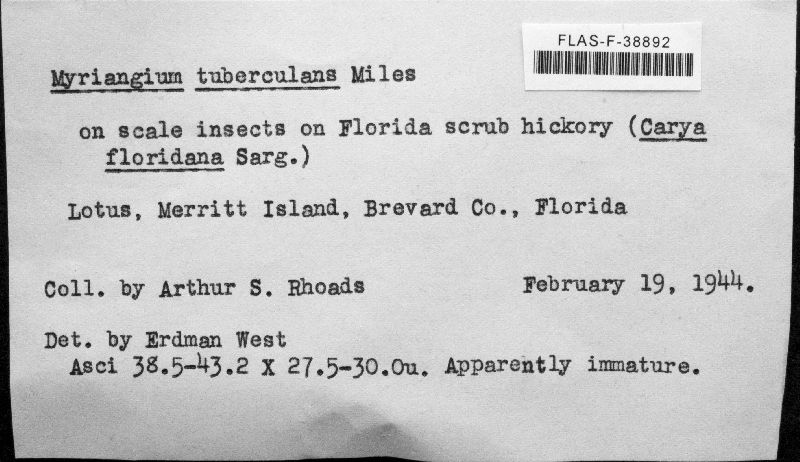 FLAS-F-38892
Myriangium tuberculans Miles
on scale insects on Florida scrub hickory (Carya
floridana Sarg.)
Lotus, Merritt Island, Brevard Co., Florida
Coll. by Arthur S. Rhoads February 19, 1944.
Det. by Erdman West
Asci 38.5-43.2 X 27.5-30.0u. Apparently immature.